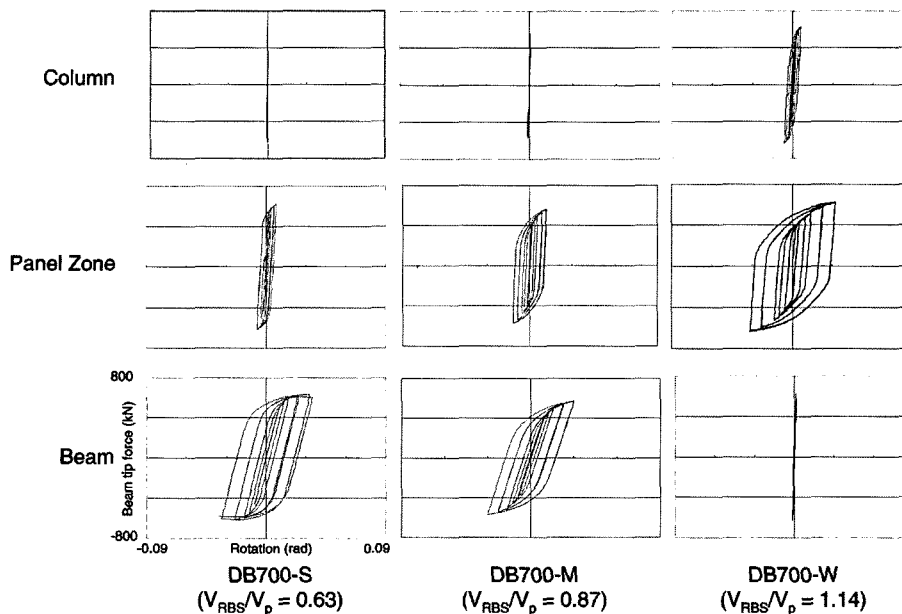 Column
Panel Zone
Beam
Beam tip force (kN)
800
-800
-0.09
Rotation (rad)
0.09
DB700-S
(V_RBS/V_p = 0.63)
DB700-M
(V_RBS/V_p = 0.87)
DB700-W
(V_RBS/V_p = 1.14)